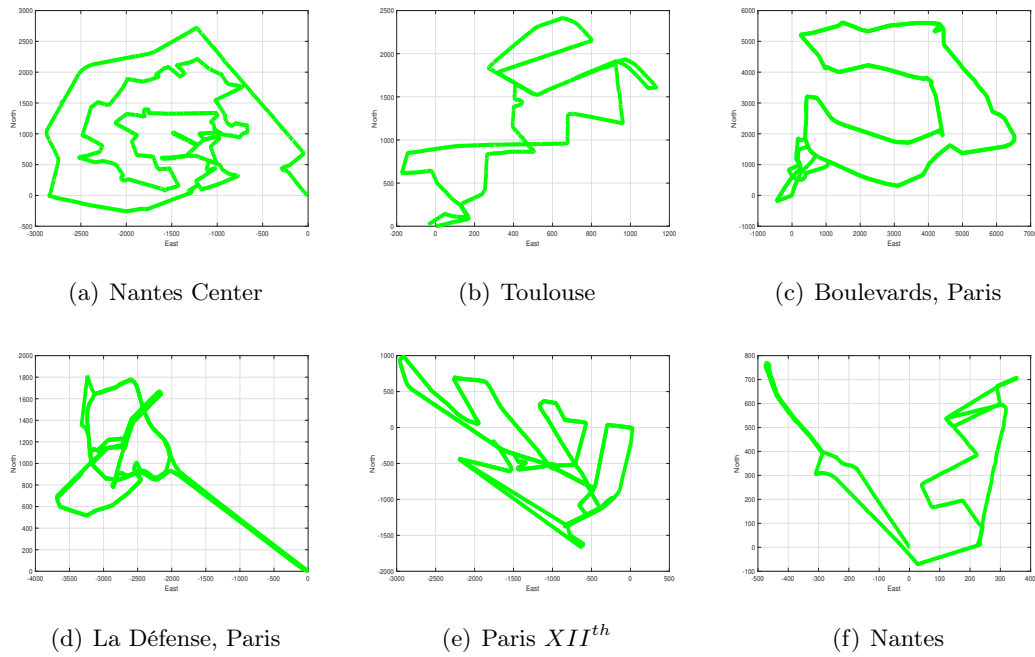 3000
2500
2000
1500
1000
500
0
-500
North
-3000 -2500 -2000 -1500 -1000 -500 0
East
(a) Nantes Center
2500
2000
1500
1000
500
0
North
-200 0 200 400 600 800 1000 1200
East
(b) Toulouse
6000
5000
4000
3000
2000
1000
0
-1000
North
-1000 0 1000 2000 3000 4000 5000 6000 7000
East
(c) Boulevards, Paris
2000
1800
1600
1400
1200
1000
800
600
400
200
0
North
-4000 -3500 -3000 -2500 -2000 -1500 -1000 -500 0
East
(d) La Défense, Paris
1000
500
0
-500
-1000
-1500
-2000
North
-3000 -2500 -2000 -1500 -1000 -500 0 500
East
(e) Paris XII^th
800
700
600
500
400
300
200
100
0
-100
North
-500 -400 -300 -200 -100 0 100 200 300 400
East
(f) Nantes